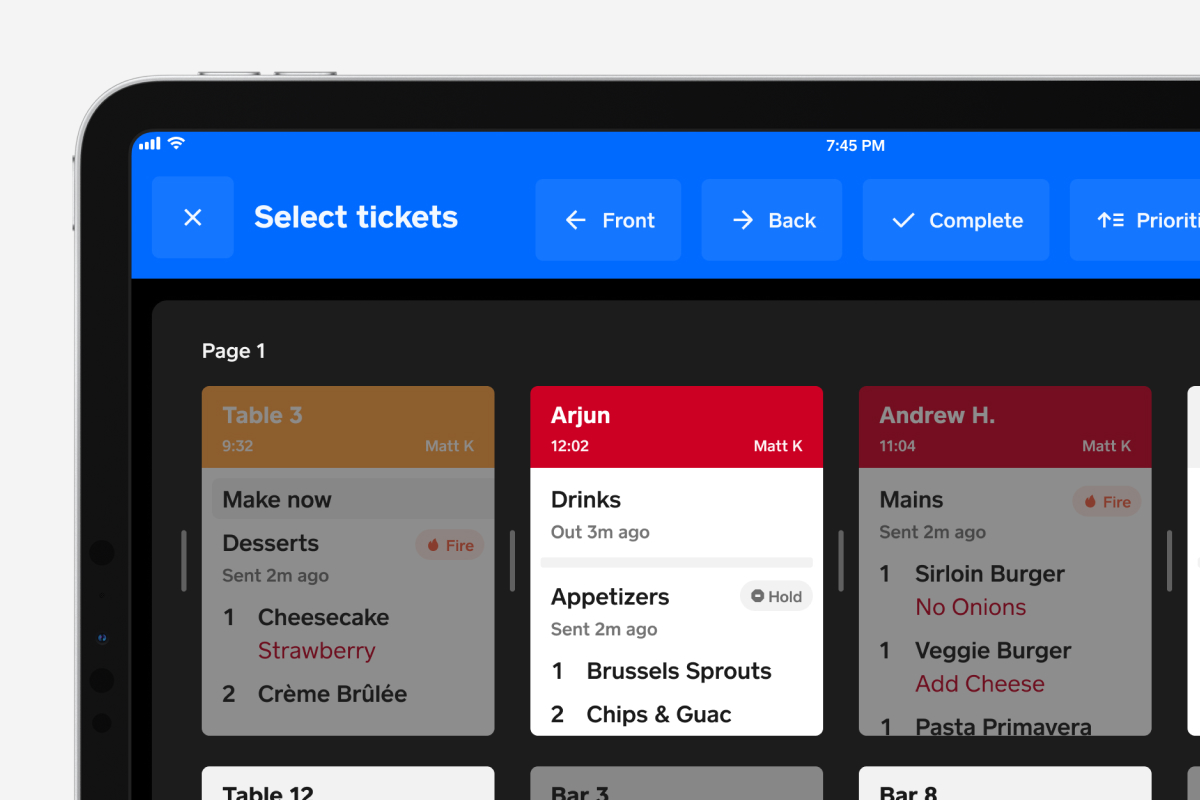 7:45 PM
Select tickets
Front
Back
Complete
Page 1
Table 3
9:32
Matt K
Make now
Desserts
Fire
Sent 2m ago
1 Cheesecake
Strawberry
2 Crème Brûlée
Arjun
12:02
Matt K
Drinks
Out 3m ago
Appetizers
Hold
Sent 2m ago
1 Brussels Sprouts
2 Chips & Guac
Andrew H.
11:04
Matt K
Mains
Fire
Sent 2m ago
1 Sirloin Burger
No Onions
1 Veggie Burger
Add Cheese
1 Pasta Primavera
Table 12
Bar 3
Bar 8